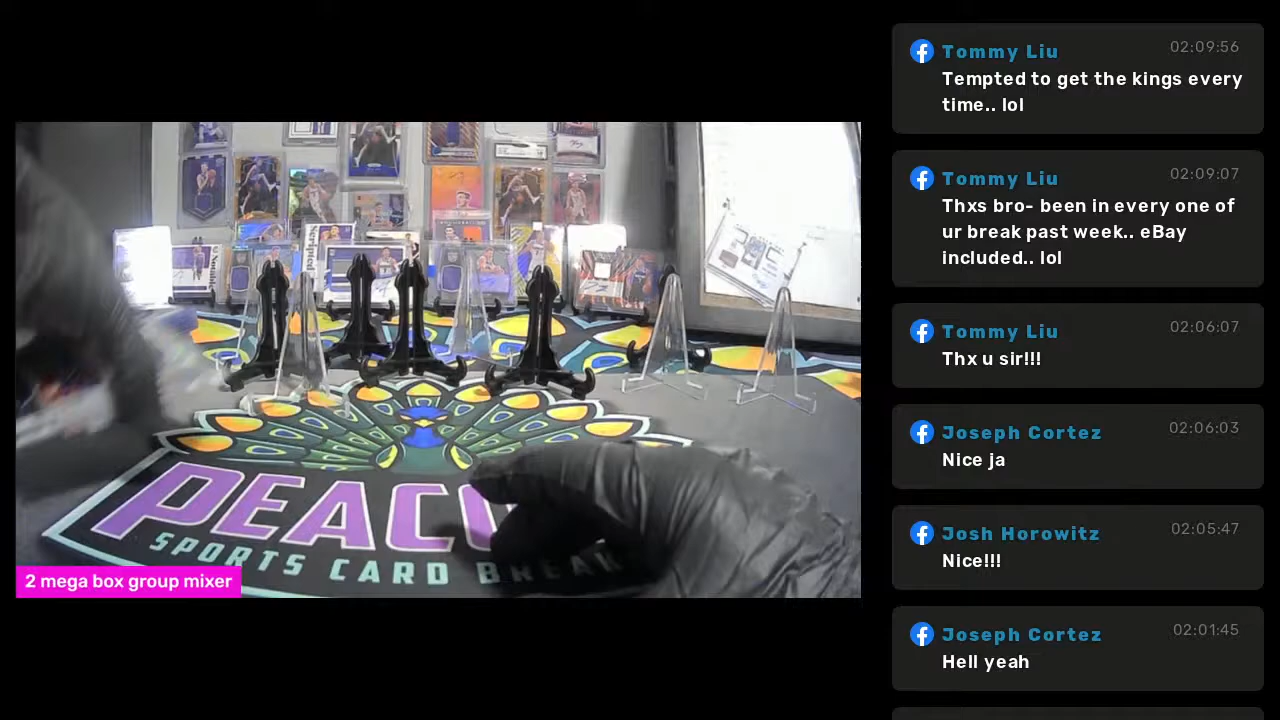 PEACO
SPORTS CARD BREAK
2 mega box group mixer
Tommy Liu
02:09:56
Tempted to get the kings every
time.. lol
Tommy Liu
02:09:07
Thxs bro- been in every one of
ur break past week.. eBay
included.. lol
Tommy Liu
02:06:07
Thx u sir!!!
Joseph Cortez
02:06:03
Nice ja
Josh Horowitz
02:05:47
Nice!!!
Joseph Cortez
02:01:45
Hell yeah